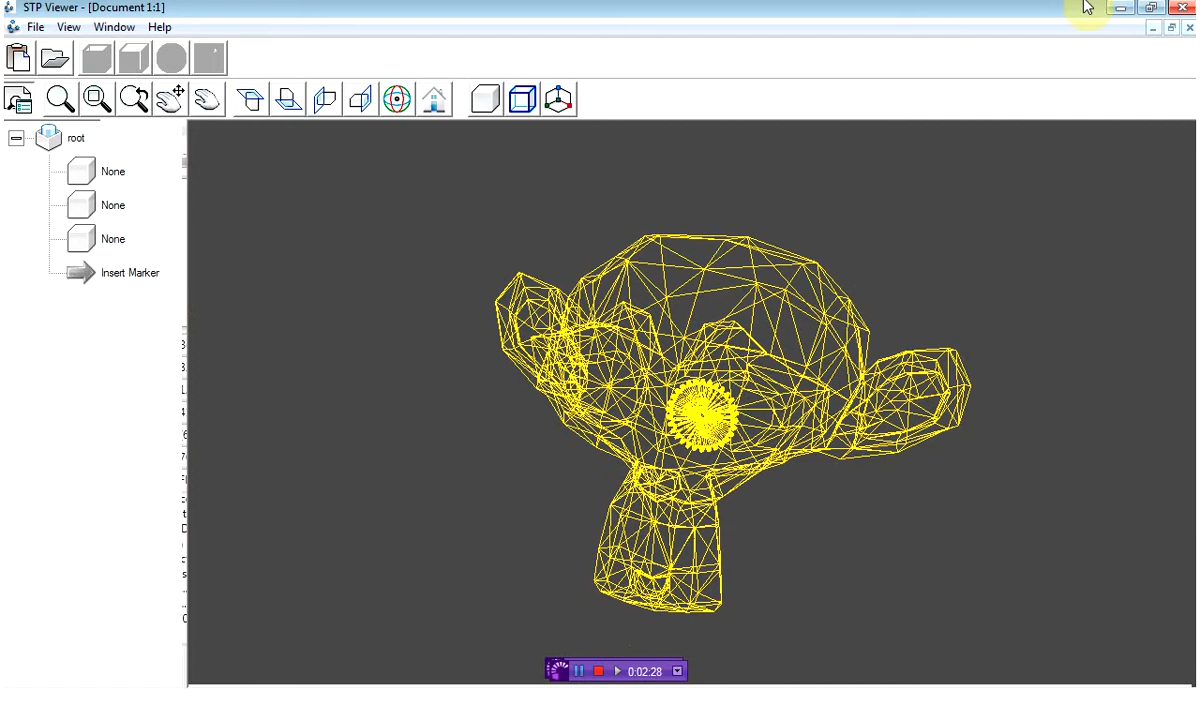 STP Viewer - [Document 1:1]
File View Window Help
root
None
None
None
Insert Marker
0:02:28